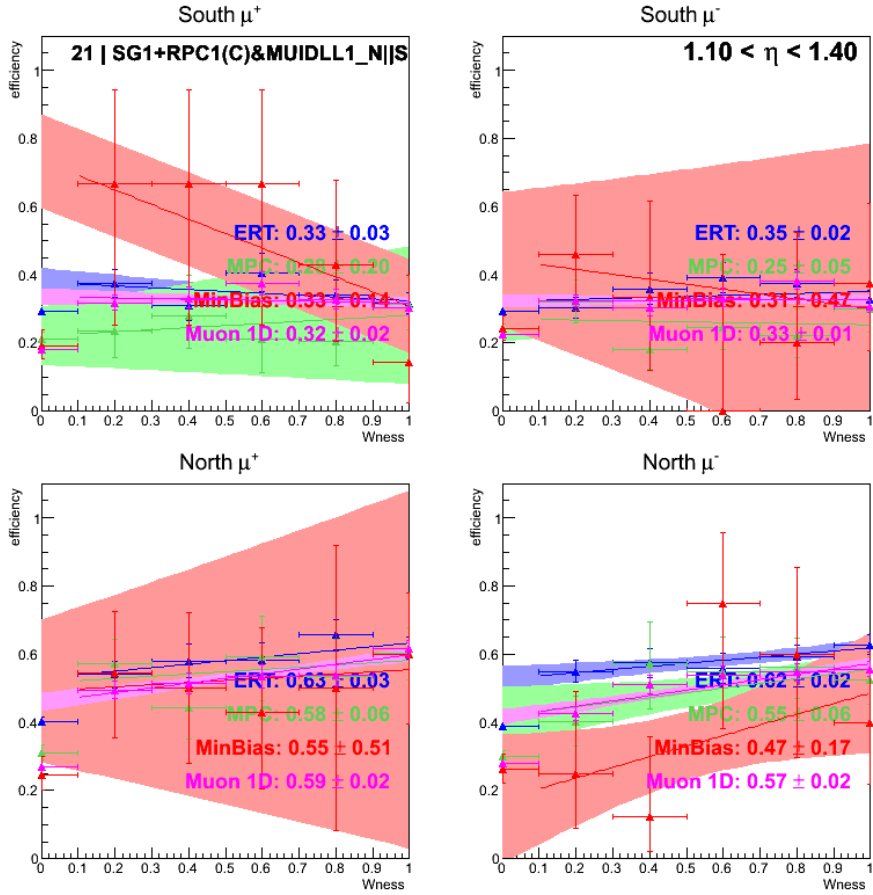 South μ⁺
efficiency
21 | SG1+RPC1(C)&MUIDLL1_N||S
1
0.8
0.6
0.4
0.2
0
ERT: 0.33 ± 0.03
MPC: 0.28 ± 0.20
MinBias: 0.33 ± 0.14
Muon 1D: 0.32 ± 0.02
0 0.1 0.2 0.3 0.4 0.5 0.6 0.7 0.8 0.9 1
Wness
South μ⁻
efficiency
1.10 < η < 1.40
1
0.8
0.6
0.4
0.2
0
ERT: 0.35 ± 0.02
MPC: 0.25 ± 0.05
MinBias: 0.31 ± 0.47
Muon 1D: 0.33 ± 0.01
0 0.1 0.2 0.3 0.4 0.5 0.6 0.7 0.8 0.9 1
Wness
North μ⁺
efficiency
1
0.8
0.6
0.4
0.2
0
ERT: 0.63 ± 0.03
MPC: 0.58 ± 0.06
MinBias: 0.55 ± 0.51
Muon 1D: 0.59 ± 0.02
0 0.1 0.2 0.3 0.4 0.5 0.6 0.7 0.8 0.9 1
Wness
North μ⁻
efficiency
1
0.8
0.6
0.4
0.2
0
ERT: 0.62 ± 0.02
MPC: 0.55 ± 0.06
MinBias: 0.47 ± 0.17
Muon 1D: 0.57 ± 0.02
0 0.1 0.2 0.3 0.4 0.5 0.6 0.7 0.8 0.9 1
Wness